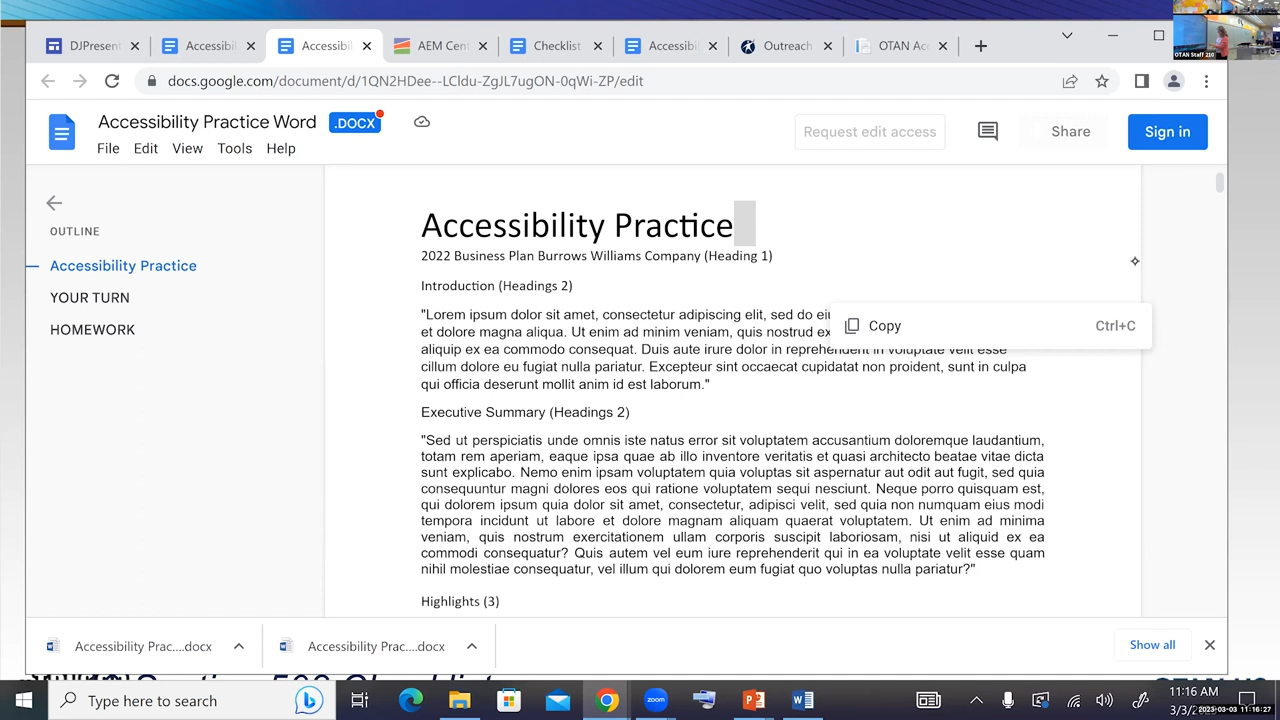 DJPresent
Accessibil
Accessibil
AEM Cen
Checklis
Accessibi
Outreach
OTAN Ac
OTAN Staff 210
docs.google.com/document/d/1QN2HDee--LCldu-ZgJL7ugON-0qWi-ZP/edit
Accessibility Practice Word .DOCX
Request edit access
Share
Sign in
File Edit View Tools Help
OUTLINE
Accessibility Practice
YOUR TURN
HOMEWORK
Accessibility Practice
2022 Business Plan Burrows Williams Company (Heading 1)
Introduction (Headings 2)
"Lorem ipsum dolor sit amet, consectetur adipiscing elit, sed do eiu
et dolore magna aliqua. Ut enim ad minim veniam, quis nostrud ex
aliquip ex ea commodo consequat. Duis aute irure dolor in reprehenderit in voluptate velit esse
cillum dolore eu fugiat nulla pariatur. Excepteur sint occaecat cupidatat non proident, sunt in culpa
qui officia deserunt mollit anim id est laborum."
Copy Ctrl+C
Executive Summary (Headings 2)
"Sed ut perspiciatis unde omnis iste natus error sit voluptatem accusantium doloremque laudantium,
totam rem aperiam, eaque ipsa quae ab illo inventore veritatis et quasi architecto beatae vitae dicta
sunt explicabo. Nemo enim ipsam voluptatem quia voluptas sit aspernatur aut odit aut fugit, sed quia
consequuntur magni dolores eos qui ratione voluptatem sequi nesciunt. Neque porro quisquam est,
qui dolorem ipsum quia dolor sit amet, consectetur, adipisci velit, sed quia non numquam eius modi
tempora incidunt ut labore et dolore magnam aliquam quaerat voluptatem. Ut enim ad minima
veniam, quis nostrum exercitationem ullam corporis suscipit laboriosam, nisi ut aliquid ex ea
commodi consequatur? Quis autem vel eum iure reprehenderit qui in ea voluptate velit esse quam
nihil molestiae consequatur, vel illum qui dolorem eum fugiat quo voluptas nulla pariatur?"
Highlights (3)
Accessibility Prac....docx
Accessibility Prac....docx
Show all
Type here to search
11:16 AM
2023-03-03 11:16:27